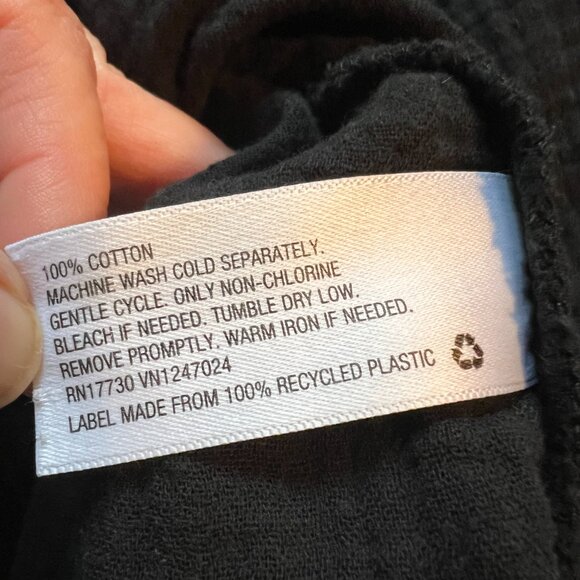 100% COTTON
MACHINE WASH COLD SEPARATELY.
GENTLE CYCLE. ONLY NON-CHLORINE
BLEACH IF NEEDED. TUMBLE DRY LOW.
REMOVE PROMPTLY. WARM IRON IF NEEDED.
RN17730 VN1247024
LABEL MADE FROM 100% RECYCLED PLASTIC